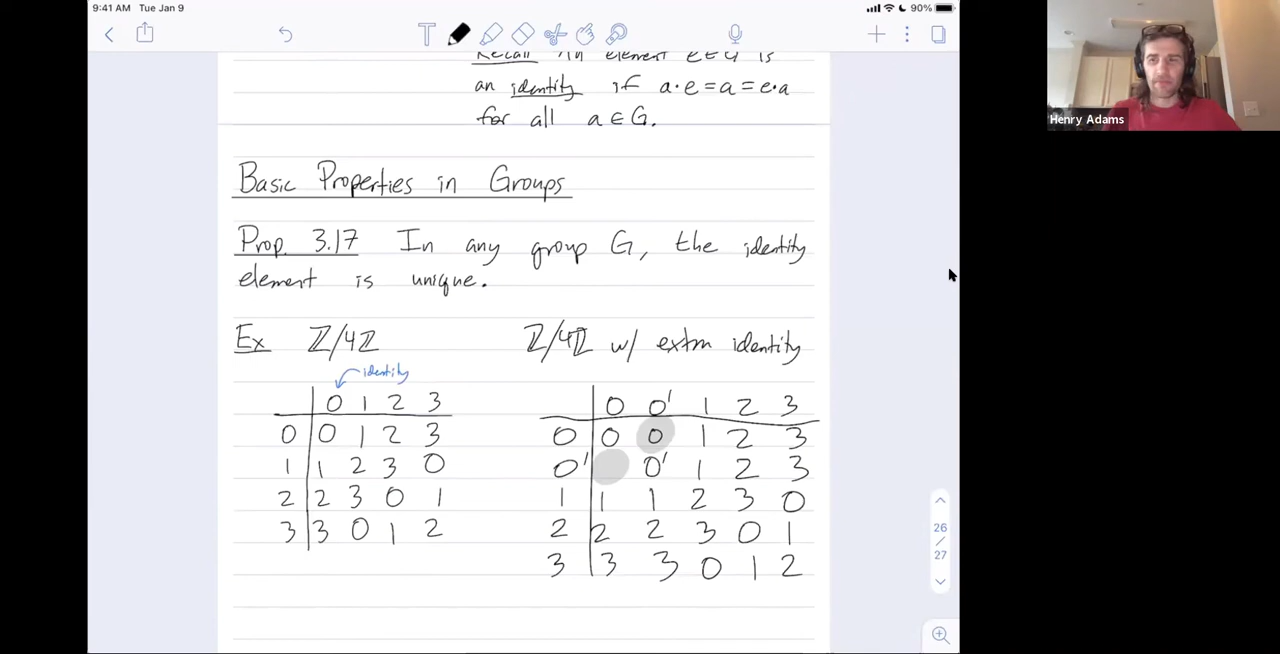 9:41 AM Tue Jan 9
90%
Recall An element e∈G is
an identity if a·e=a=e·a
for all a∈G.
Henry Adams
Basic Properties in Groups
Prop. 3.17 In any group G, the identity
element is unique.
Ex ℤ/4ℤ
ℤ/4ℤ w/ extra identity
identity
0 1 2 3
0 0 1 2 3
1 1 2 3 0
2 2 3 0 1
3 3 0 1 2
0 0' 1 2 3
0 0 0 1 2 3
0' 0' 1 2 3
1 1 1 2 3 0
2 2 2 3 0 1
3 3 3 0 1 2
26
/
27